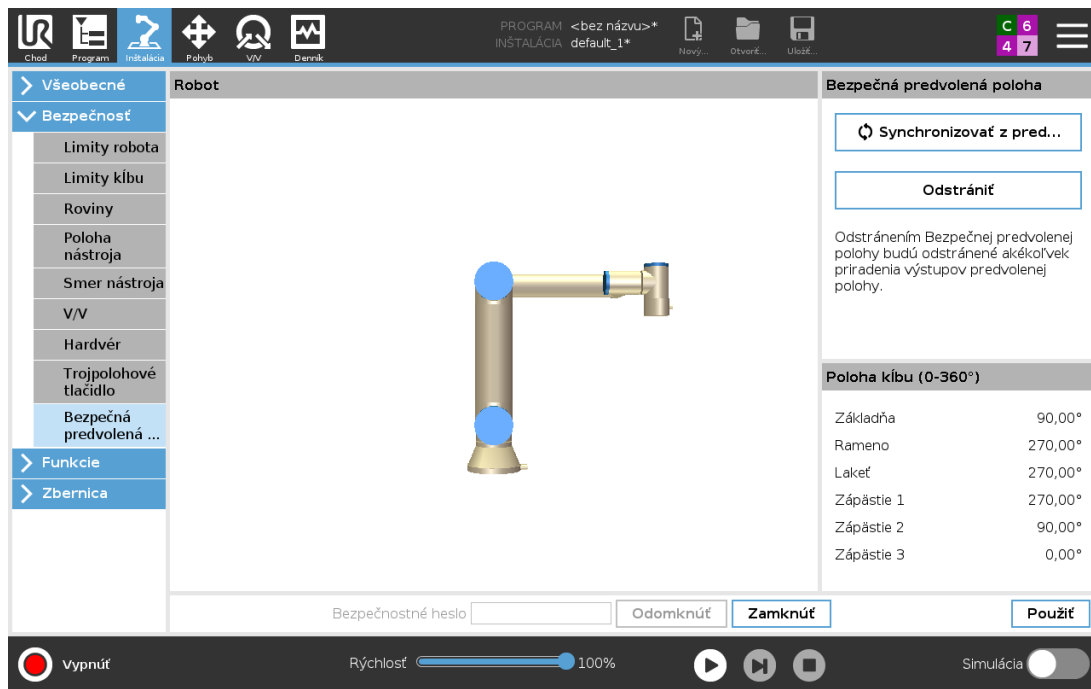 PROGRAM <bez názvu>*
INŠTALÁCIA default_1*
Chod
Program
Inštalácia
Pohyb
V/V
Dennik
Nový...
Otvoriť...
Uložiť...
C 6
4 7
Všeobecné
Bezpečnosť
Limity robota
Limity kĺbu
Roviny
Poloha
nástroja
Smer nástroja
V/V
Hardvér
Trojpolohové
tlačidlo
Bezpečná
predvolená ...
Funkcie
Zbernica
Robot
Bezpečná predvolená poloha
Synchronizovať z pred...
Odstrániť
Odstránením Bezpečnej predvolenej
polohy budú odstránené akékoľvek
priradenia výstupov predvolenej
polohy.
Poloha kĺbu (0-360°)
Základňa 90,00°
Rameno 270,00°
Lakeť 270,00°
Zápästie 1 270,00°
Zápästie 2 90,00°
Zápästie 3 0,00°
Bezpečnostné heslo
Odomknúť
Zamknúť
Použiť
Vypnúť
Rýchlosť 100%
Simulácia